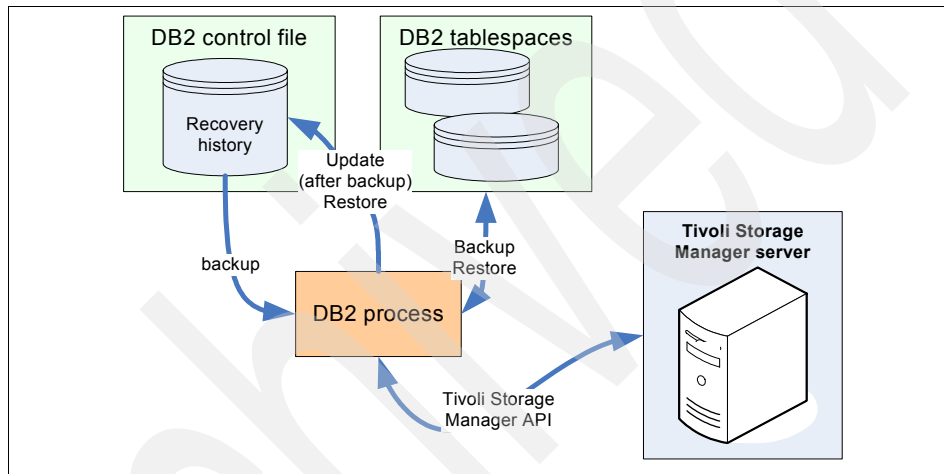 DB2 control file
DB2 tablespaces
Recovery
history
Update
(after backup)
Restore
backup
Backup
Restore
Tivoli Storage
Manager server
DB2 process
Tivoli Storage
Manager API